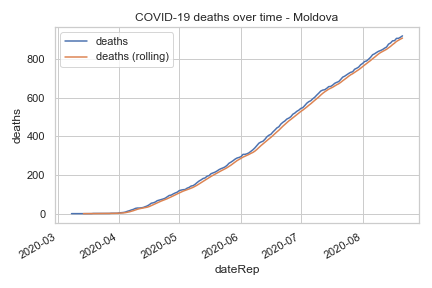 COVID-19 deaths over time - Moldova
deaths
deaths (rolling)
deaths
800
600
400
200
0
2020-03
2020-04
2020-05
2020-06
2020-07
2020-08
dateRep